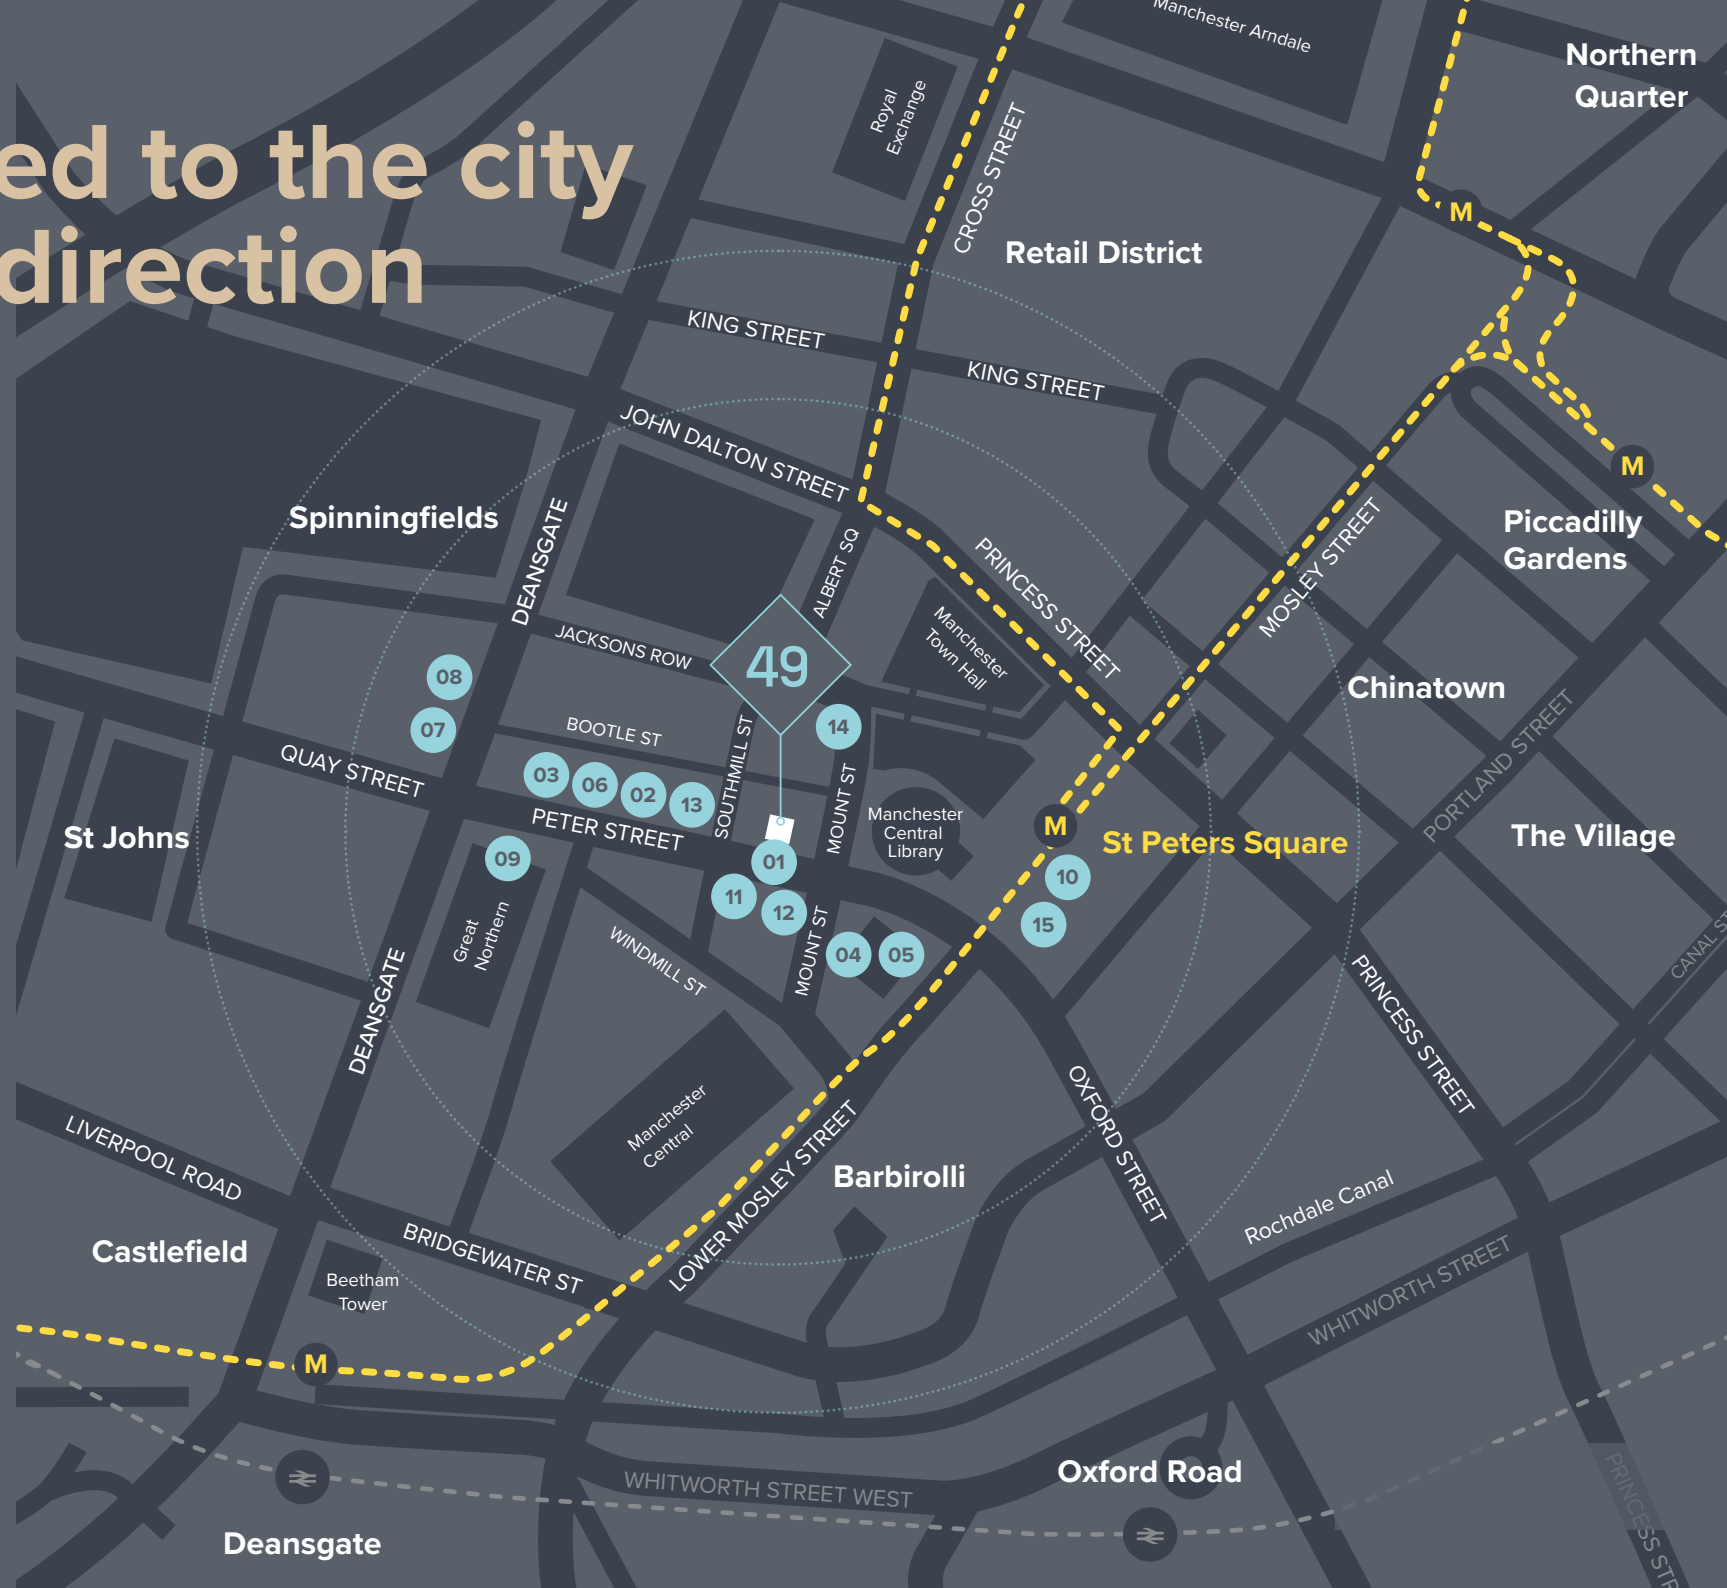 Manchester Arndale
Northern
Quarter
Royal
Exchange
ed to the city
direction
CROSS STREET
M
Retail District
KING STREET
KING STREET
JOHN DALTON STREET
M
Spinningfields
DEANSGATE
ALBERT SQ
PRINCESS STREET
MOSLEY STREET
Piccadilly
Gardens
JACKSONS ROW
49
Manchester
Town Hall
Chinatown
08
07
BOOTLE ST
SOUTHMILL ST
14
PORTLAND STREET
QUAY STREET
03
06
02
13
PETER STREET
MOUNT ST
Manchester
Central
Library
M
St Peters Square
The Village
St Johns
09
01
10
11
12
15
Great
Northern
WINDMILL ST
MOUNT ST
04
05
CANAL ST
DEANSGATE
PRINCESS STREET
LIVERPOOL ROAD
Manchester
Central
OXFORD STREET
LOWER MOSLEY STREET
Barbirolli
Rochdale Canal
Castlefield
BRIDGEWATER ST
Beetham
Tower
WHITWORTH STREET
M
WHITWORTH STREET WEST
Oxford Road
PRINCESS STR
Deansgate